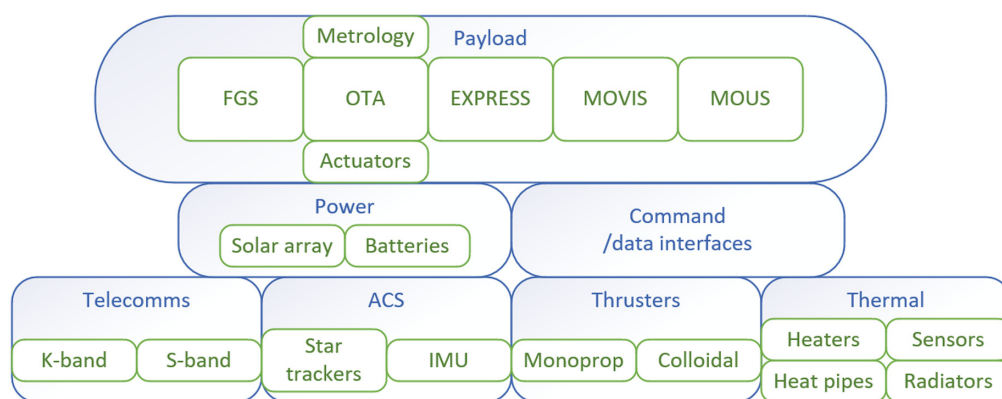 Metrology
Payload
FGS
OTA
EXPRESS
MOVIS
MOUS
Actuators
Power
Solar array
Batteries
Command
/data interfaces
Telecomms
ACS
Thrusters
Thermal
K-band
S-band
Star
trackers
IMU
Monoprop
Colloidal
Heaters
Sensors
Heat pipes
Radiators